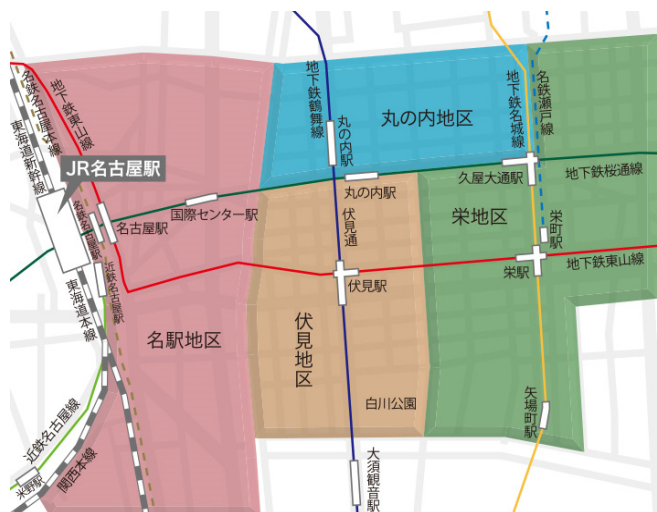 名鉄名古屋本線
地下鉄東山線
東海道新幹線
JR名古屋駅
名鉄名古屋駅
名古屋駅
近鉄名古屋駅
東海道本線
国際センター駅
地下鉄鶴舞線
丸の内駅
丸の内地区
丸の内駅
地下鉄名城線
名鉄瀬戸線
久屋大通駅
地下鉄桜通線
伏見通
栄地区
栄町駅
栄駅
地下鉄東山線
伏見駅
名駅地区
伏見地区
白川公園
矢場町駅
近鉄名古屋線
米野駅
関西本線
大須観音駅